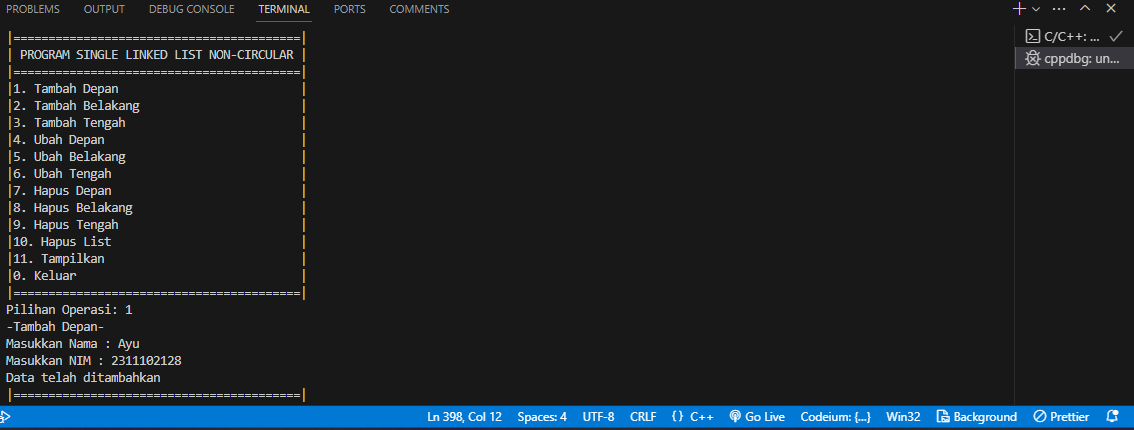 PROBLEMS OUTPUT DEBUG CONSOLE TERMINAL PORTS COMMENTS
|=========================================|
| PROGRAM SINGLE LINKED LIST NON-CIRCULAR |
|=========================================|
|1. Tambah Depan |
|2. Tambah Belakang |
|3. Tambah Tengah |
|4. Ubah Depan |
|5. Ubah Belakang |
|6. Ubah Tengah |
|7. Hapus Depan |
|8. Hapus Belakang |
|9. Hapus Tengah |
|10. Hapus List |
|11. Tampilkan |
|0. Keluar |
|=========================================|
Pilihan Operasi: 1
-Tambah Depan-
Masukkan Nama : Ayu
Masukkan NIM : 2311102128
Data telah ditambahkan
|=========================================|
C/C++: ...
cppdbg: un...
Ln 398, Col 12 Spaces: 4 UTF-8 CRLF {} C++ Go Live Codeium: {...} Win32 Background Prettier